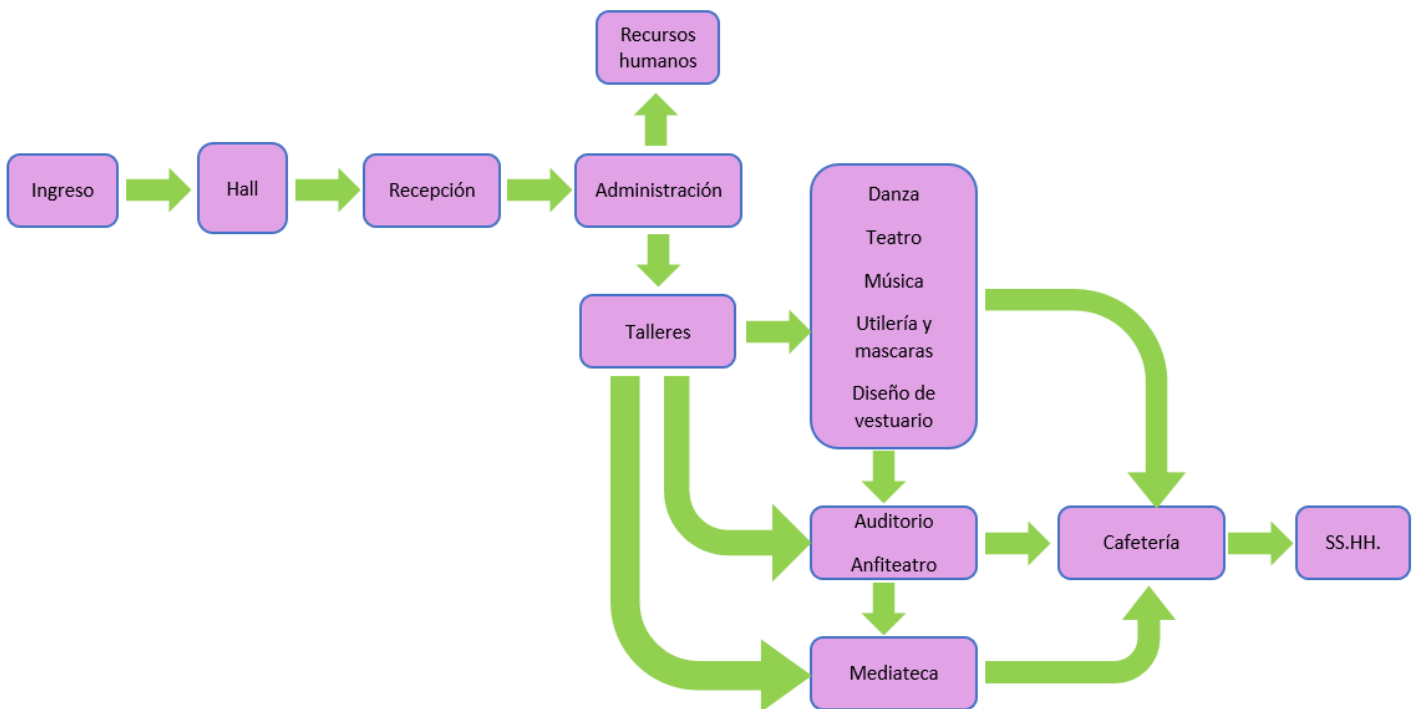 Recursos
humanos
Ingreso
Hall
Recepción
Administración
Danza
Teatro
Música
Utilería y
mascaras
Diseño de
vestuario
Talleres
Auditorio
Anfiteatro
Cafetería
SS.HH.
Mediateca